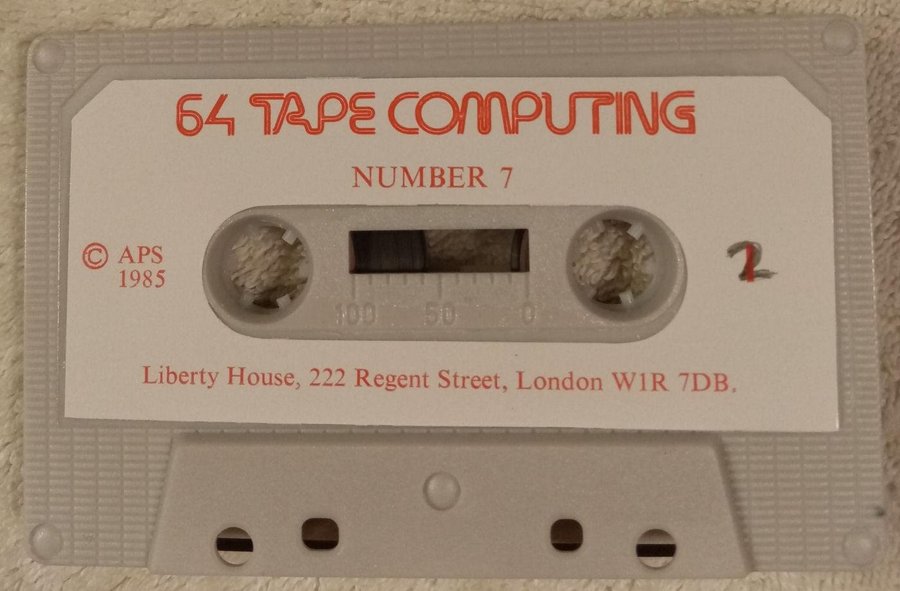 64 TAPE COMPUTING
NUMBER 7
© APS
1985
2
100 50 0
Liberty House, 222 Regent Street, London W1R 7DB.